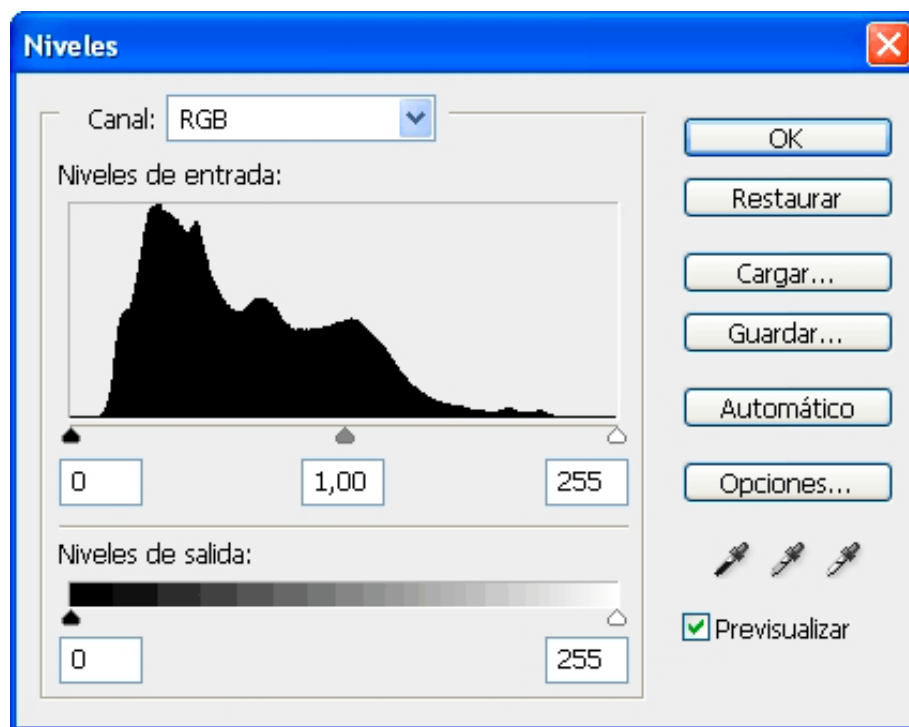 Niveles
Canal: RGB
Niveles de entrada:
0 1,00 255
Niveles de salida:
0 255
OK
Restaurar
Cargar...
Guardar...
Automático
Opciones...
Previsualizar